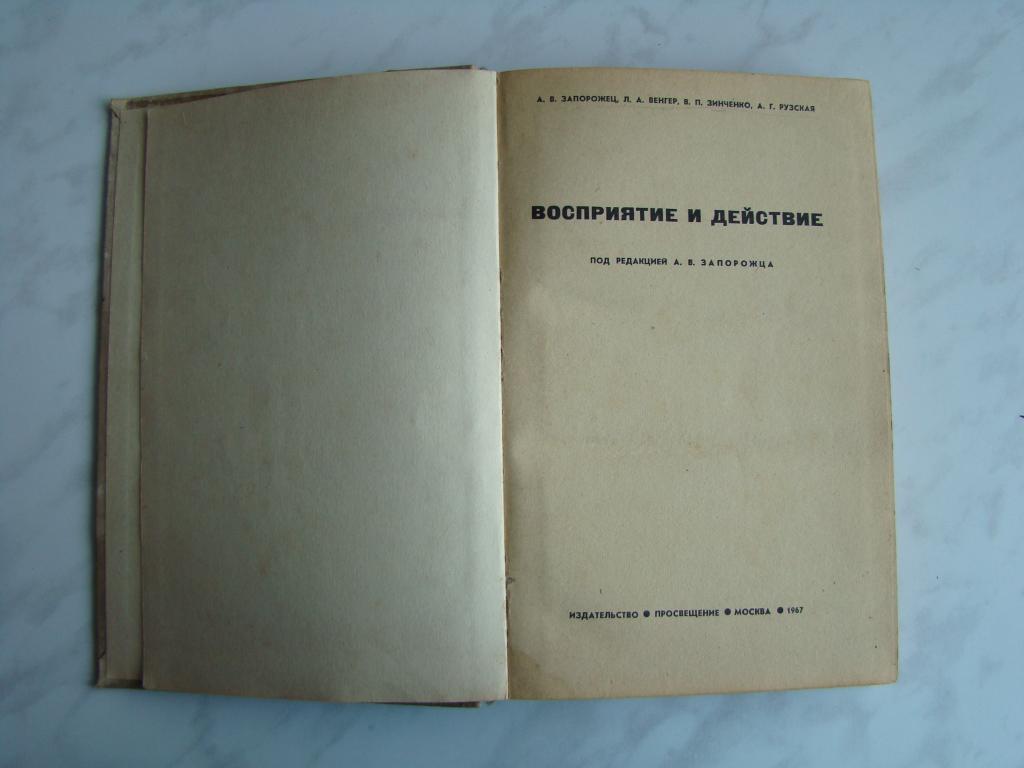 А. В. ЗАПОРОЖЕЦ, Л. А. ВЕНГЕР, В. П. ЗИНЧЕНКО, А. Г. РУЗСКАЯ
ВОСПРИЯТИЕ И ДЕЙСТВИЕ
ПОД РЕДАКЦИЕЙ А. В. ЗАПОРОЖЦА
ИЗДАТЕЛЬСТВО ● ПРОСВЕЩЕНИЕ ● МОСКВА ● 1967